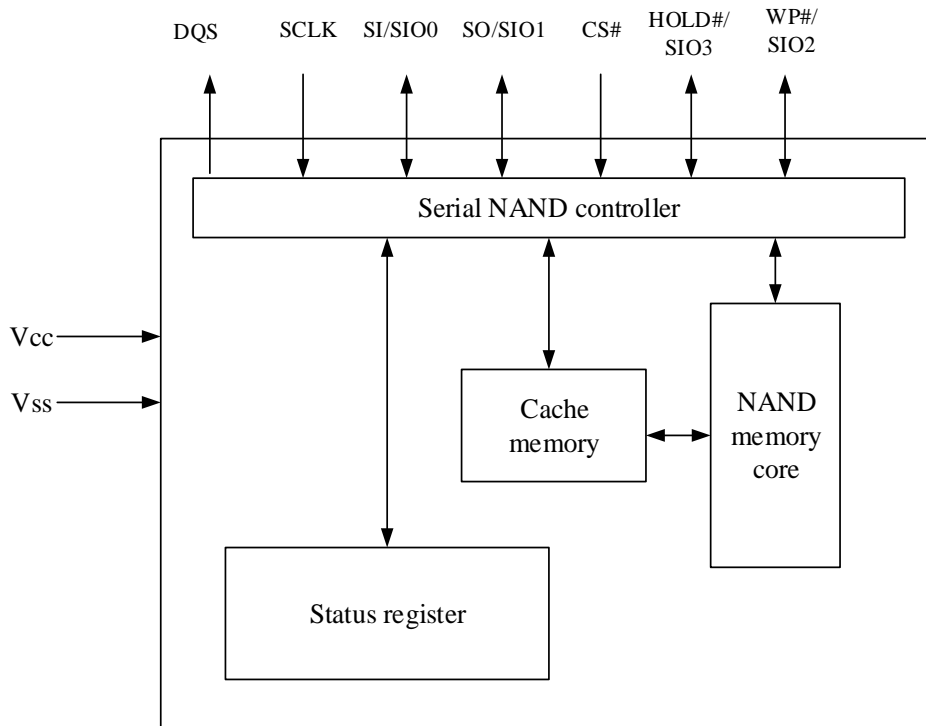 DQS SCLK SI/SIO0 SO/SIO1 CS# HOLD#/ WP#/
SIO3 SIO2
Serial NAND controller
Vcc
Vss
Cache
memory
NAND
memory
core
Status register